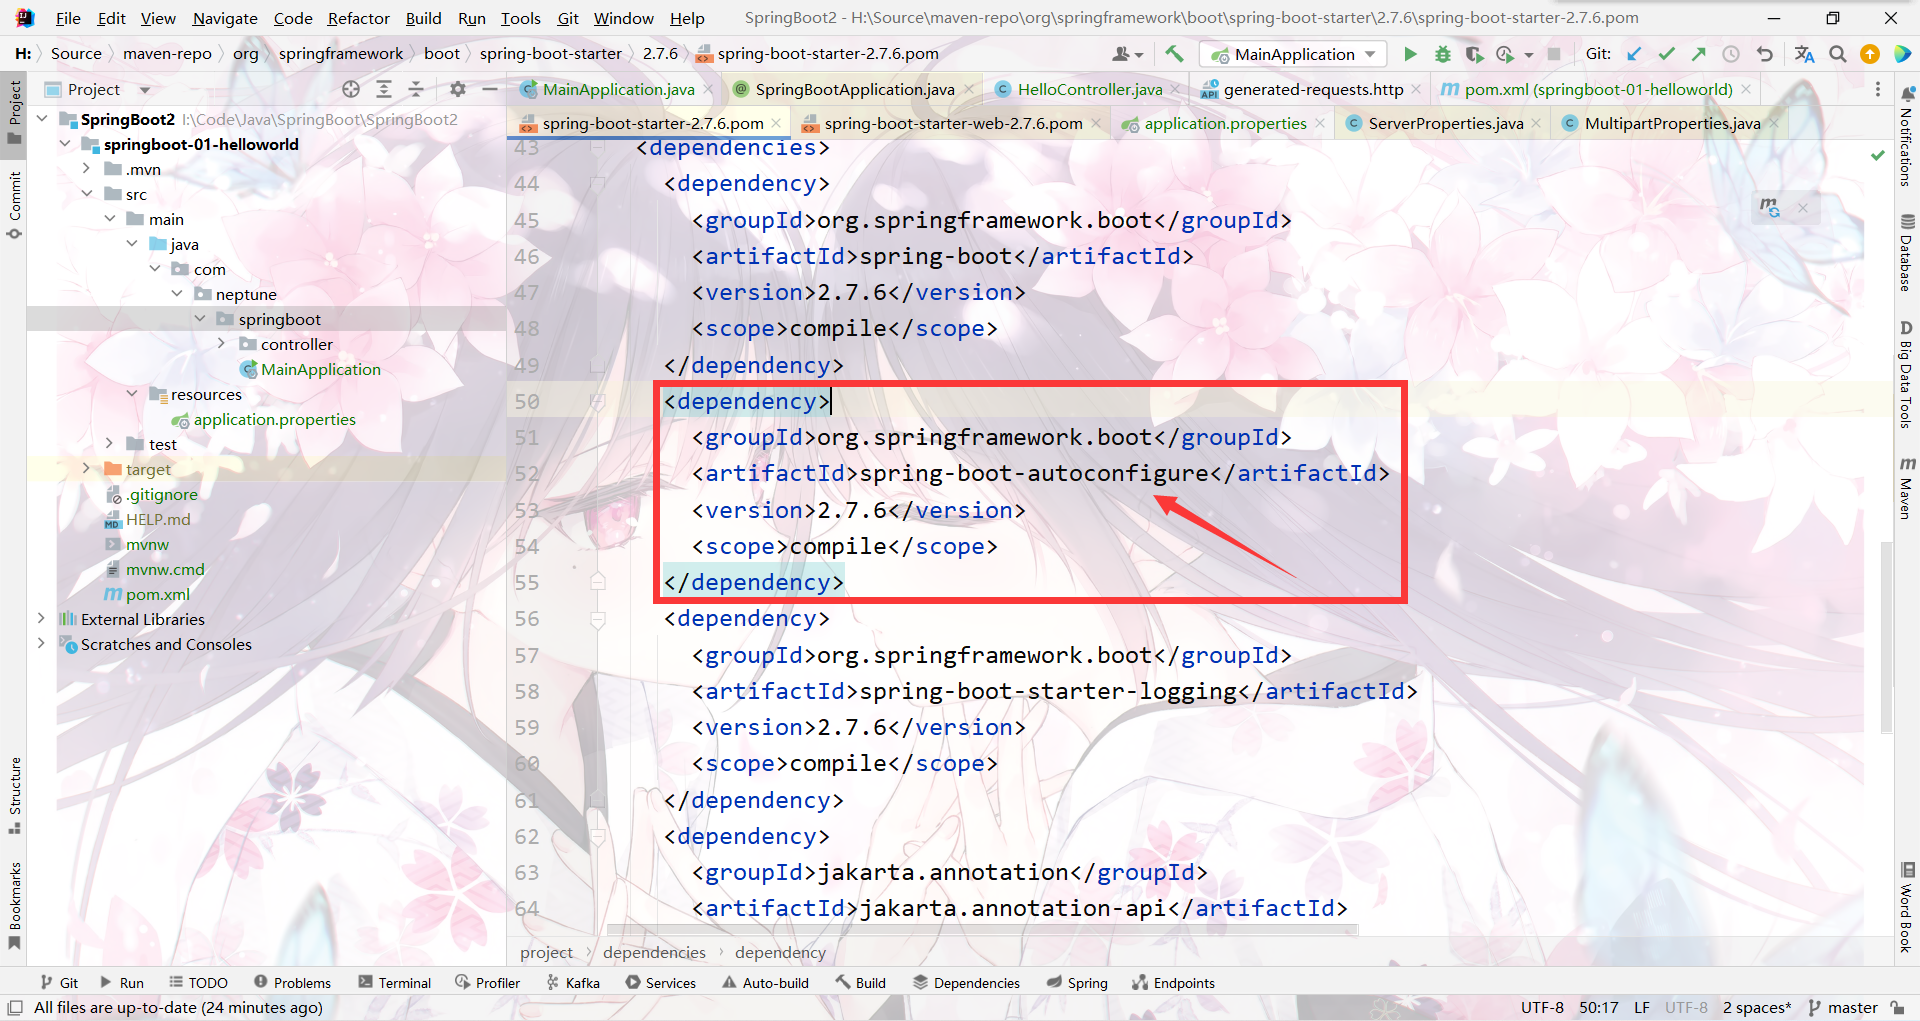 File Edit View Navigate Code Refactor Build Run Tools Git Window Help SpringBoot2 - H:\Source\maven-repo\org\springframework\boot\spring-boot-starter\2.7.6\spring-boot-starter-2.7.6.pom
H: Source maven-repo org springframework boot spring-boot-starter 2.7.6 spring-boot-starter-2.7.6.pom MainApplication Git:
Project MainApplication.java SpringBootApplication.java HelloController.java generated-requests.http pom.xml (springboot-01-helloworld)
spring-boot-starter-2.7.6.pom spring-boot-starter-web-2.7.6.pom application.properties ServerProperties.java MultipartProperties.java
Project
Commit
Structure
Bookmarks
SpringBoot2 I:\Code\Java\SpringBoot\SpringBoot2
springboot-01-helloworld
.mvn
src
main
java
com
neptune
springboot
controller
MainApplication
resources
application.properties
test
target
.gitignore
HELP.md
mvnw
mvnw.cmd
pom.xml
External Libraries
Scratches and Consoles
43 <dependencies>
44 <dependency>
45 <groupId>org.springframework.boot</groupId>
46 <artifactId>spring-boot</artifactId>
47 <version>2.7.6</version>
48 <scope>compile</scope>
49 </dependency>
50 <dependency>
51 <groupId>org.springframework.boot</groupId>
52 <artifactId>spring-boot-autoconfigure</artifactId>
53 <version>2.7.6</version>
54 <scope>compile</scope>
55 </dependency>
56 <dependency>
57 <groupId>org.springframework.boot</groupId>
58 <artifactId>spring-boot-starter-logging</artifactId>
59 <version>2.7.6</version>
60 <scope>compile</scope>
61 </dependency>
62 <dependency>
63 <groupId>jakarta.annotation</groupId>
64 <artifactId>jakarta.annotation-api</artifactId>
project dependencies dependency
Notifications
Database
Big Data Tools
Maven
Word Book
Git Run TODO Problems Terminal Profiler Kafka Services Auto-build Build Dependencies Spring Endpoints
All files are up-to-date (24 minutes ago) UTF-8 50:17 LF UTF-8 2 spaces* master